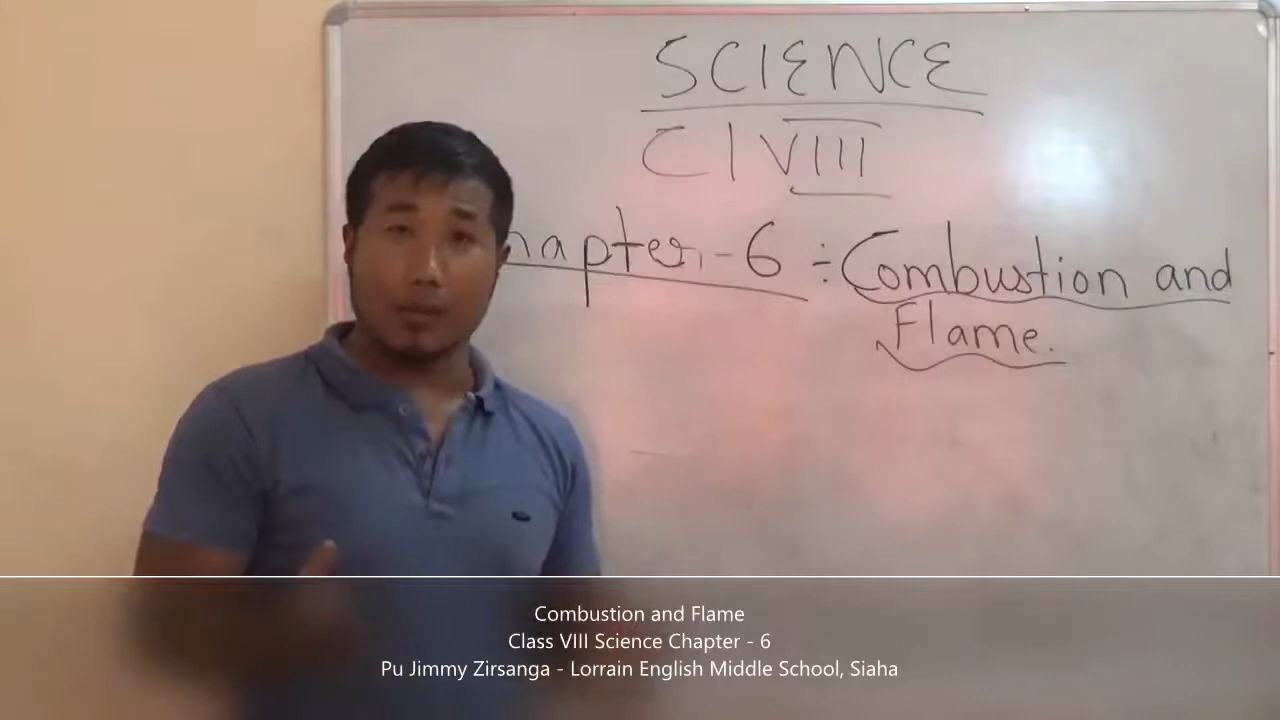 SCIENCE
Cl VIII
hapter-6 ÷ Combustion and
Flame.
Combustion and Flame
Class VIII Science Chapter - 6
Pu Jimmy Zirsanga - Lorrain English Middle School, Siaha